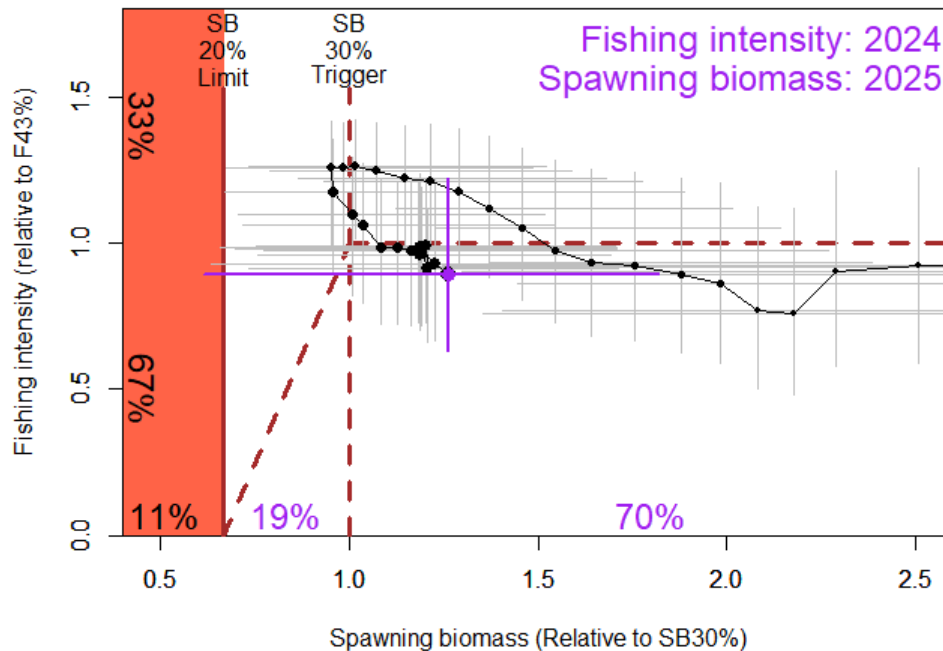 SB
20%
Limit
SB
30%
Trigger
Fishing intensity: 2024
Spawning biomass: 2025
Fishing intensity (relative to F43%)
1.5
1.0
0.5
0.0
33%
67%
11%
19%
70%
0.5
1.0
1.5
2.0
2.5
Spawning biomass (Relative to SB30%)